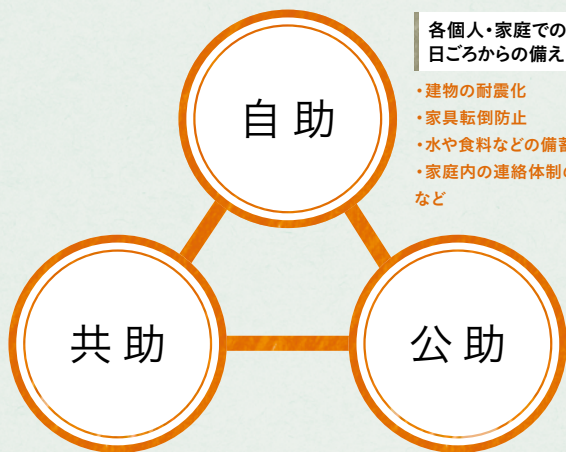 各個人・家庭での
日ごろからの備え
・建物の耐震化
・家具転倒防止
・水や食料などの備蓄
・家庭内の連絡体制の
など
自助
共助
公助